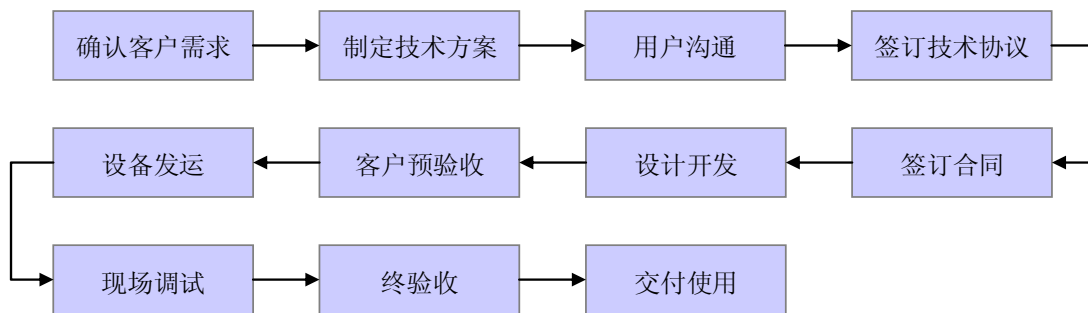 确认客户需求
制定技术方案
用户沟通
签订技术协议
签订合同
设计开发
客户预验收
设备发运
现场调试
终验收
交付使用